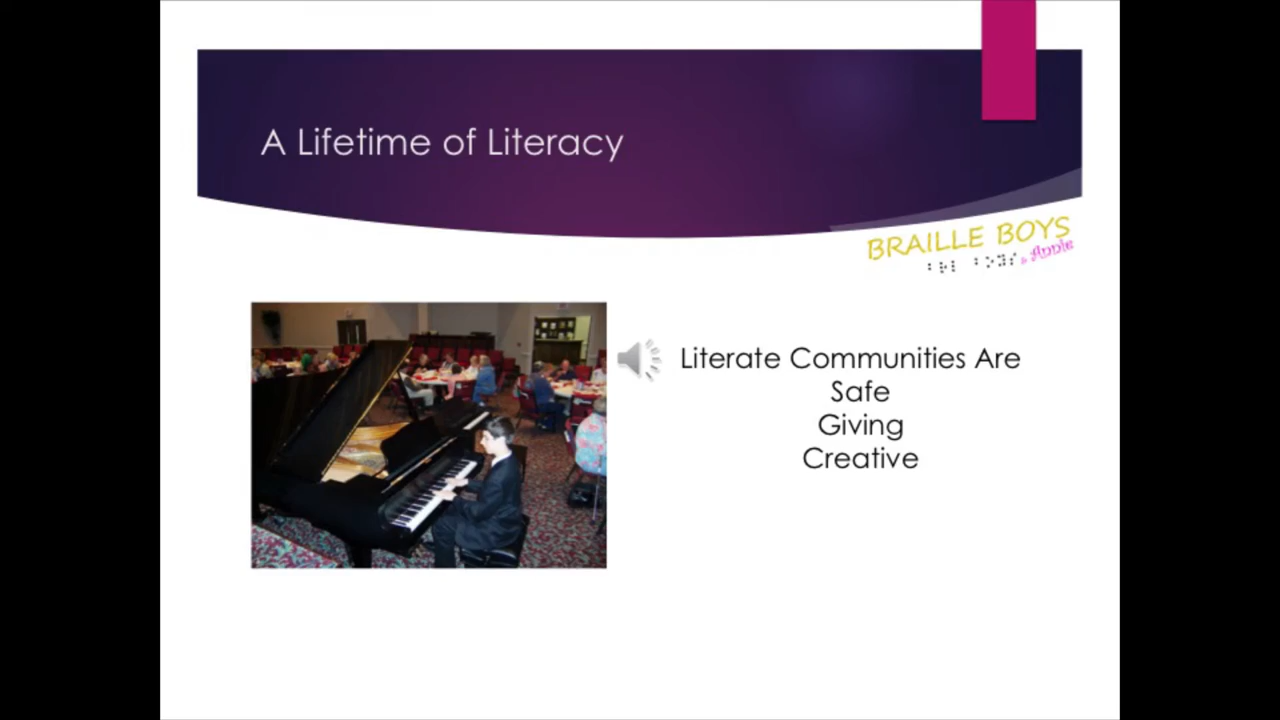 A Lifetime of Literacy
BRAILLE BOYS
& Annie
Literate Communities Are
Safe
Giving
Creative